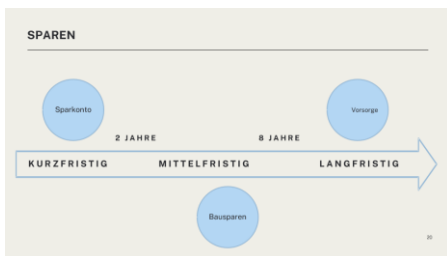 SPAREN
Sparkonto
Vorsorge
2 JAHRE
8 JAHRE
KURZFRISTIG
MITTELFRISTIG
LANGFRISTIG
Bausparen